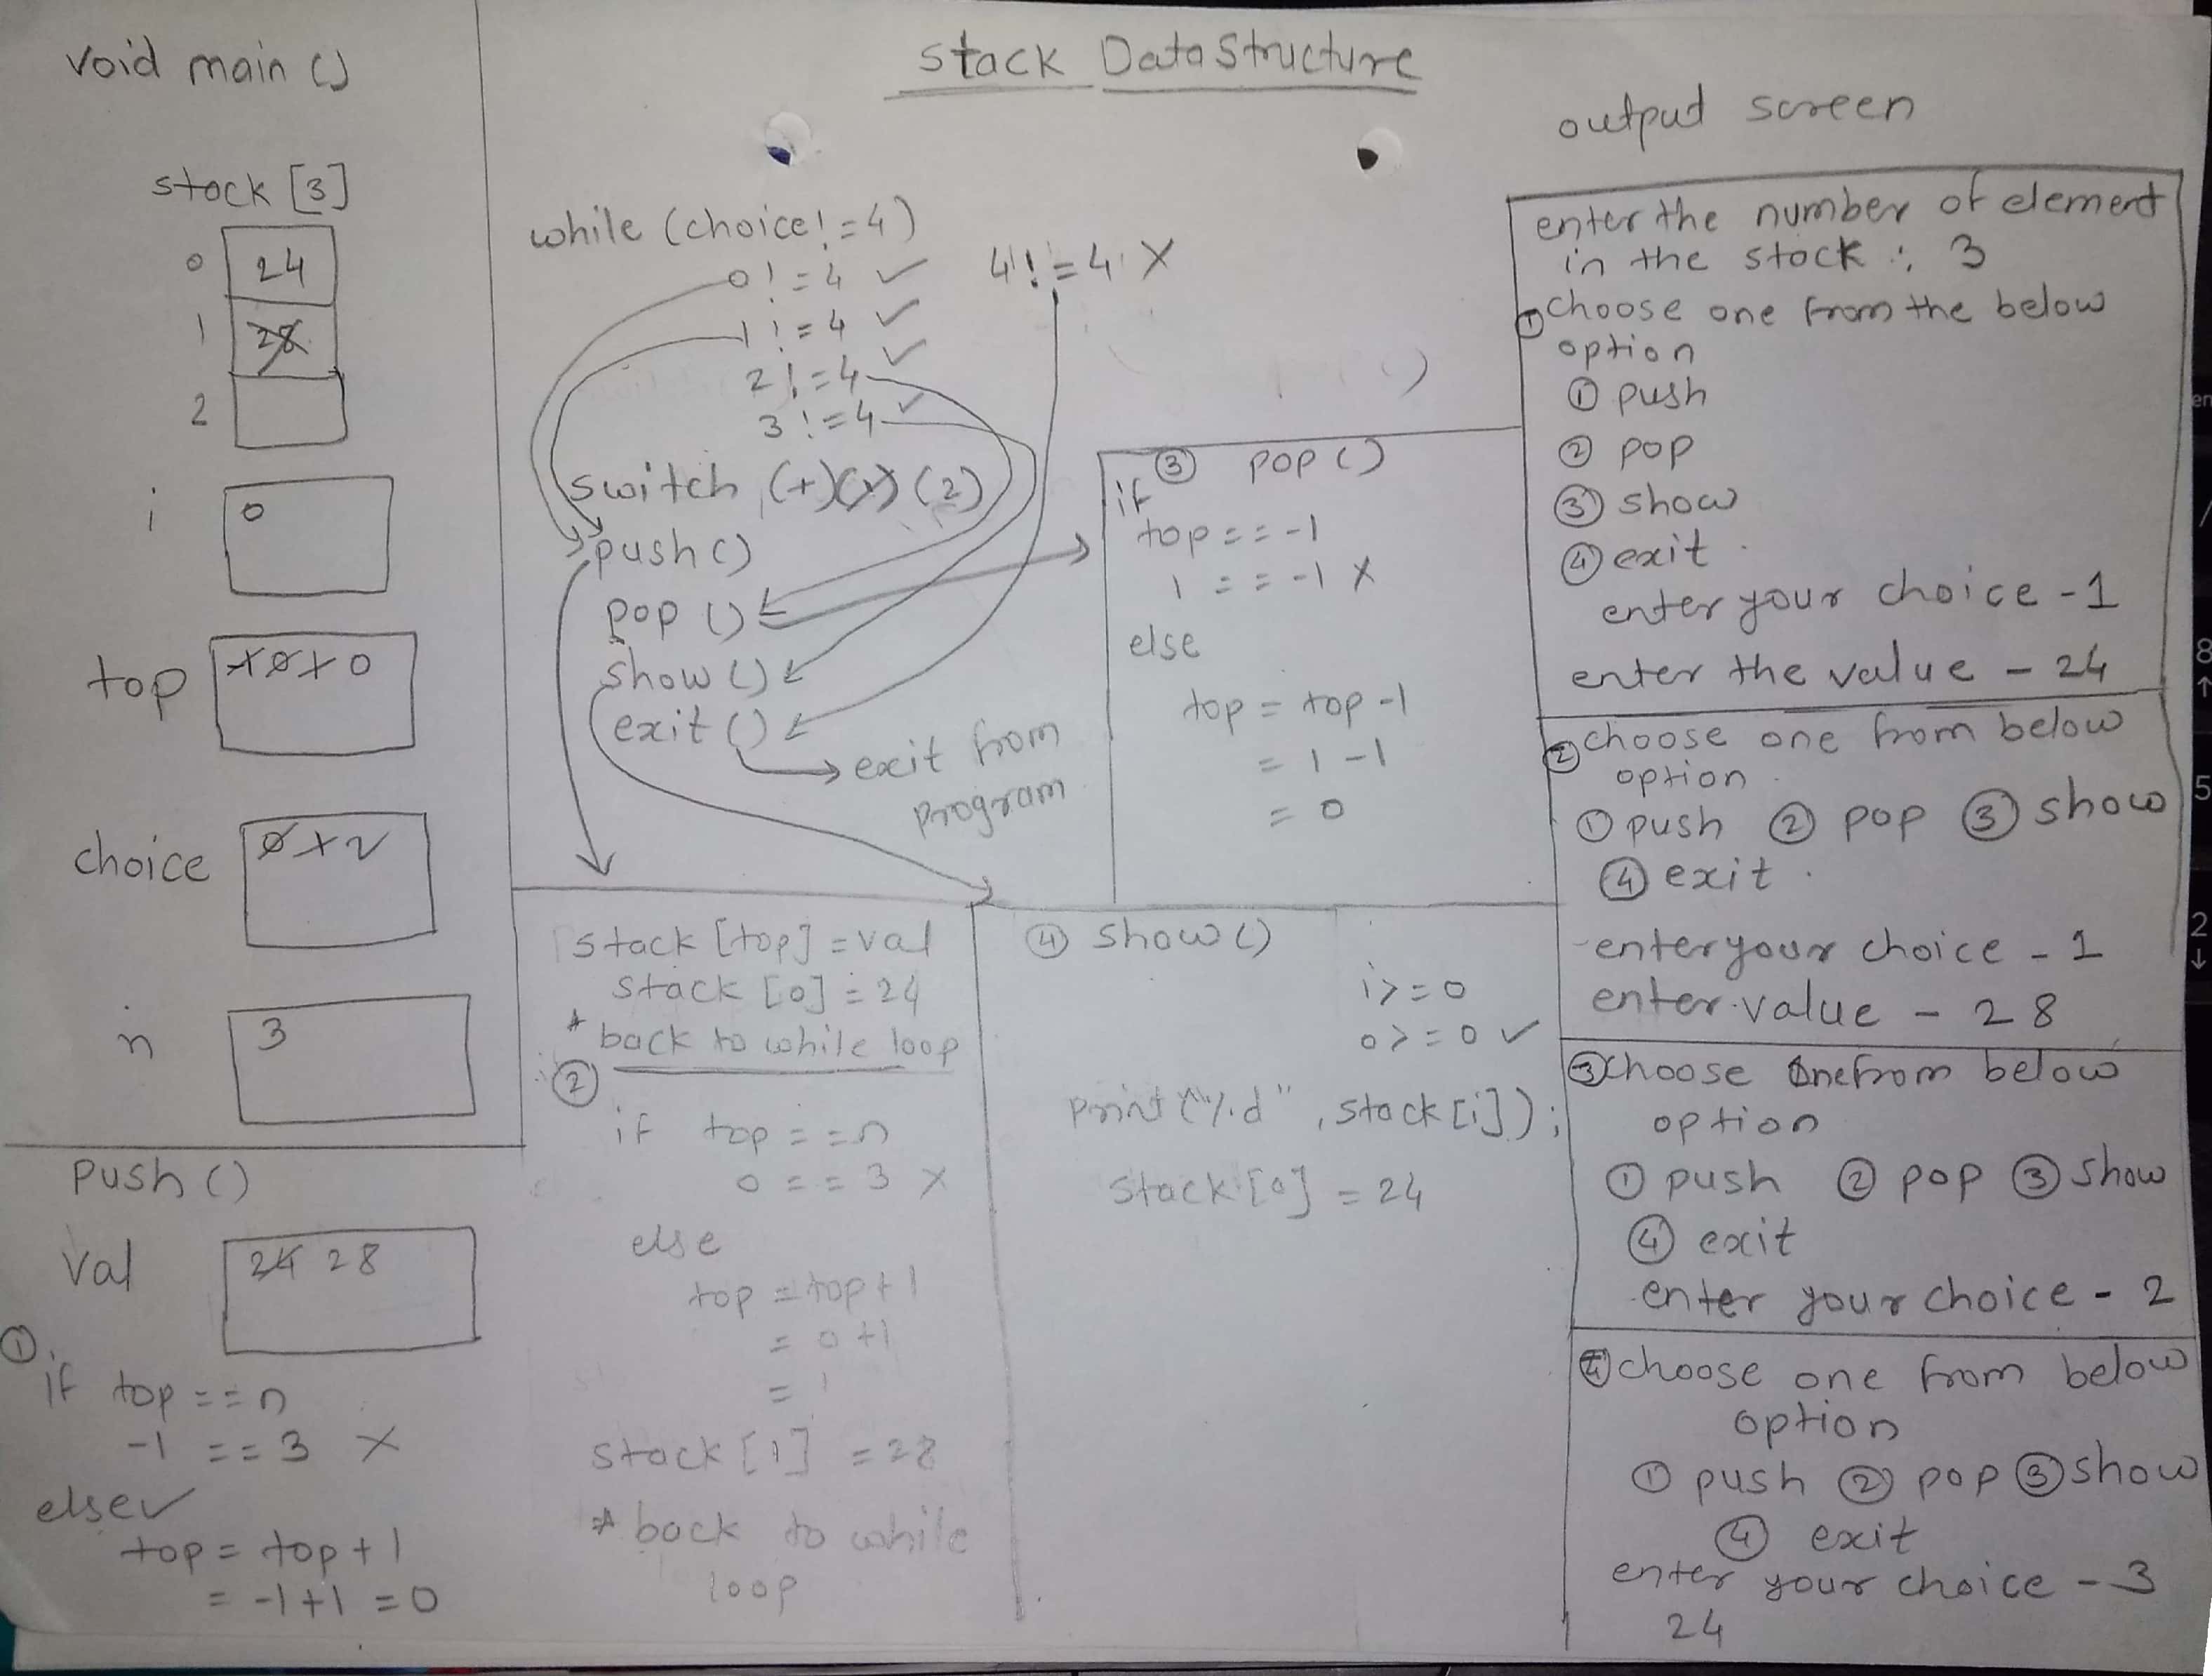 Stack DataStructure
void main ()
stack [3]
0 24
1 28
2
i 0
top -1 0 1 0
choice 0 1 2
n 3
push ()
val 24 28
①
if top == n
-1 == 3 X
else ✓
top = top + 1
= -1+1 = 0
while (choice! = 4)
0 ! = 4 ✓
1 ! = 4 ✓
2 ! = 4 ✓
3 ! = 4 ✓
4 ! = 4 X
switch (1) (1) (2)
push ()
pop ()
show ()
exit ()
exit from
program
stack [top] = val
stack [0] = 24
* back to while loop
②
if top == n
0 == 3 X
else
top = top + 1
= 0 +1
= 1
stack [1] = 28
* back to while
loop
③ pop ()
if
top == -1
1 == -1 X
else
top = top -1
= 1 -1
= 0
④ show ()
i > = 0
0 > = 0 ✓
print ("%d" , stack [i]);
stack [0] = 24
output screen
enter the number of element
in the stack : 3
① choose one from the below
option
① push
② pop
③ show
④ exit .
enter your choice - 1
enter the value - 24
② choose one from below
option .
① push ② pop ③ show
④ exit .
enter your choice - 1
enter value - 28
③ choose one from below
option
① push ② pop ③ show
④ exit
enter your choice - 2
④ choose one from below
option
① push ② pop ③ show
④ exit
enter your choice - 3
24